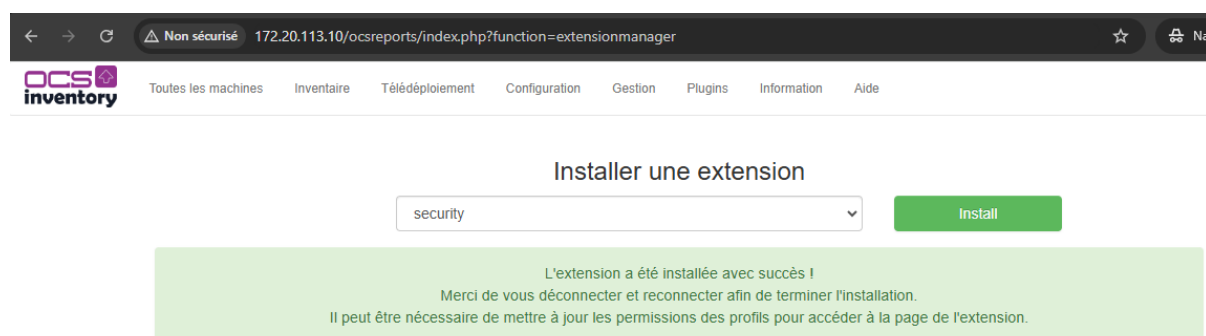 Non sécurisé 172.20.113.10/ocsreports/index.php?function=extensionmanager
OCS
inventory
Toutes les machines Inventaire Télédéploiement Configuration Gestion Plugins Information Aide
Installer une extension
security Install
L'extension a été installée avec succès !
Merci de vous déconnecter et reconnecter afin de terminer l'installation.
Il peut être nécessaire de mettre à jour les permissions des profils pour accéder à la page de l'extension.